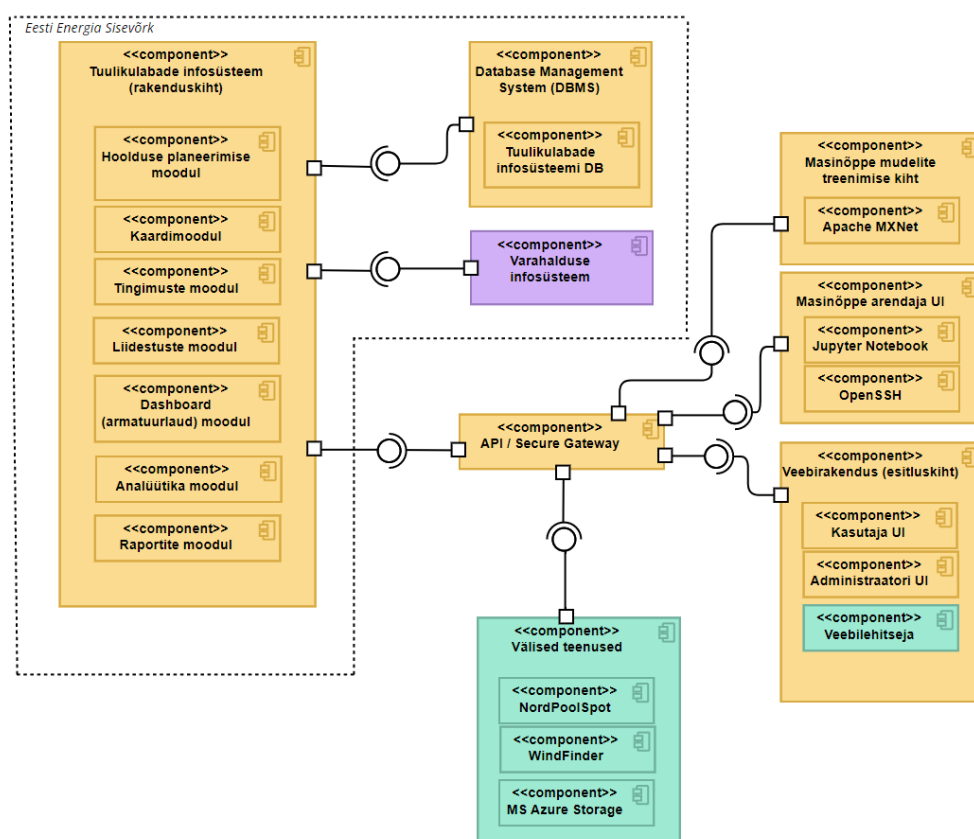 Eesti Energia Sisevõrk
<<component>>
Tuulikulabade infosüsteem
(rakenduskiht)
<<component>>
Hoolduse planeerimise
moodul
<<component>>
Kaardimoodul
<<component>>
Tingimuste moodul
<<component>>
Liidestuste moodul
<<component>>
Dashboard
(armatuurlaud) moodul
<<component>>
Analüütika moodul
<<component>>
Raportite moodul
<<component>>
Database Management
System (DBMS)
<<component>>
Tuulikulabade
infosüsteemi DB
<<component>>
Varahalduse
infosüsteem
<<component>>
API / Secure Gateway
<<component>>
Välised teenused
<<component>>
NordPoolSpot
<<component>>
WindFinder
<<component>>
MS Azure Storage
<<component>>
Masinõppe mudelite
treenimise kiht
<<component>>
Apache MXNet
<<component>>
Masinõppe arendaja UI
<<component>>
Jupyter Notebook
<<component>>
OpenSSH
<<component>>
Veebirakendus (esitluskiht)
<<component>>
Kasutaja UI
<<component>>
Administraatori UI
<<component>>
Veebilehitseja